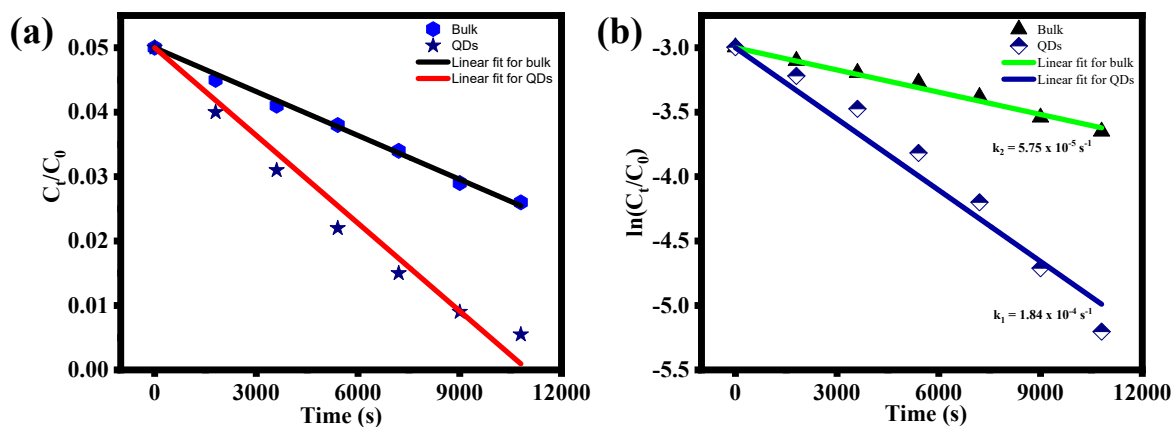 (a)
Bulk
QDs
Linear fit for bulk
Linear fit for QDs
0.05
0.04
0.03
0.02
0.01
0.00
Cₜ/C₀
0
3000
6000
9000
12000
Time (s)
(b)
Bulk
QDs
Linear fit for bulk
Linear fit for QDs
-3.0
-3.5
-4.0
-4.5
-5.0
-5.5
ln(Cₜ/C₀)
k₂ = 5.75 x 10⁻⁵ s⁻¹
k₁ = 1.84 x 10⁻⁴ s⁻¹
0
3000
6000
9000
12000
Time (s)